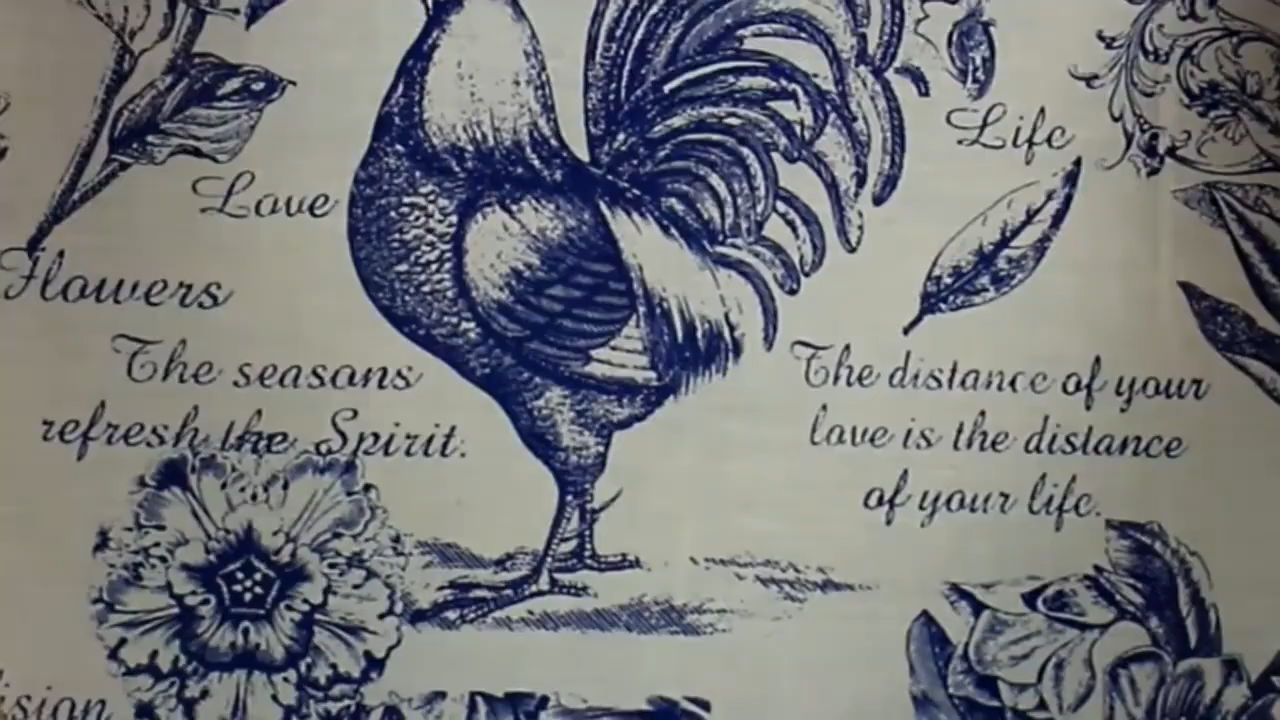 Life
Love
Flowers
The seasons
refresh the Spirit.
The distance of your
love is the distance
of your life.